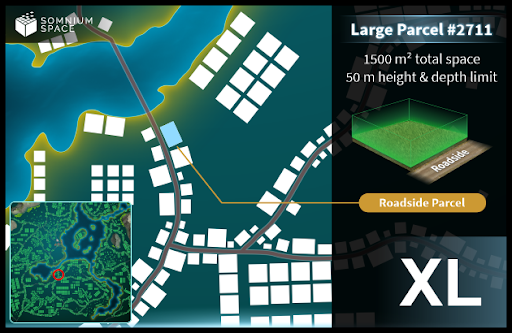 SOMNIUM
SPACE
Large Parcel #2711
1500 m² total space
50 m height & depth limit
Roadside
Roadside Parcel
XL